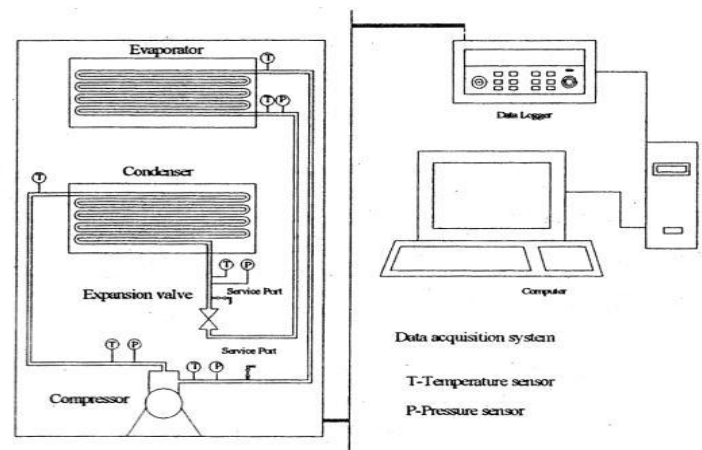 Evaporator
T
T P
Condenser
T
T P
Service Port
Expansion valve
Service Port
T P
T P
Compressor
Data Logger
Computer
Data acquisition system
T-Temperature sensor
P-Pressure sensor